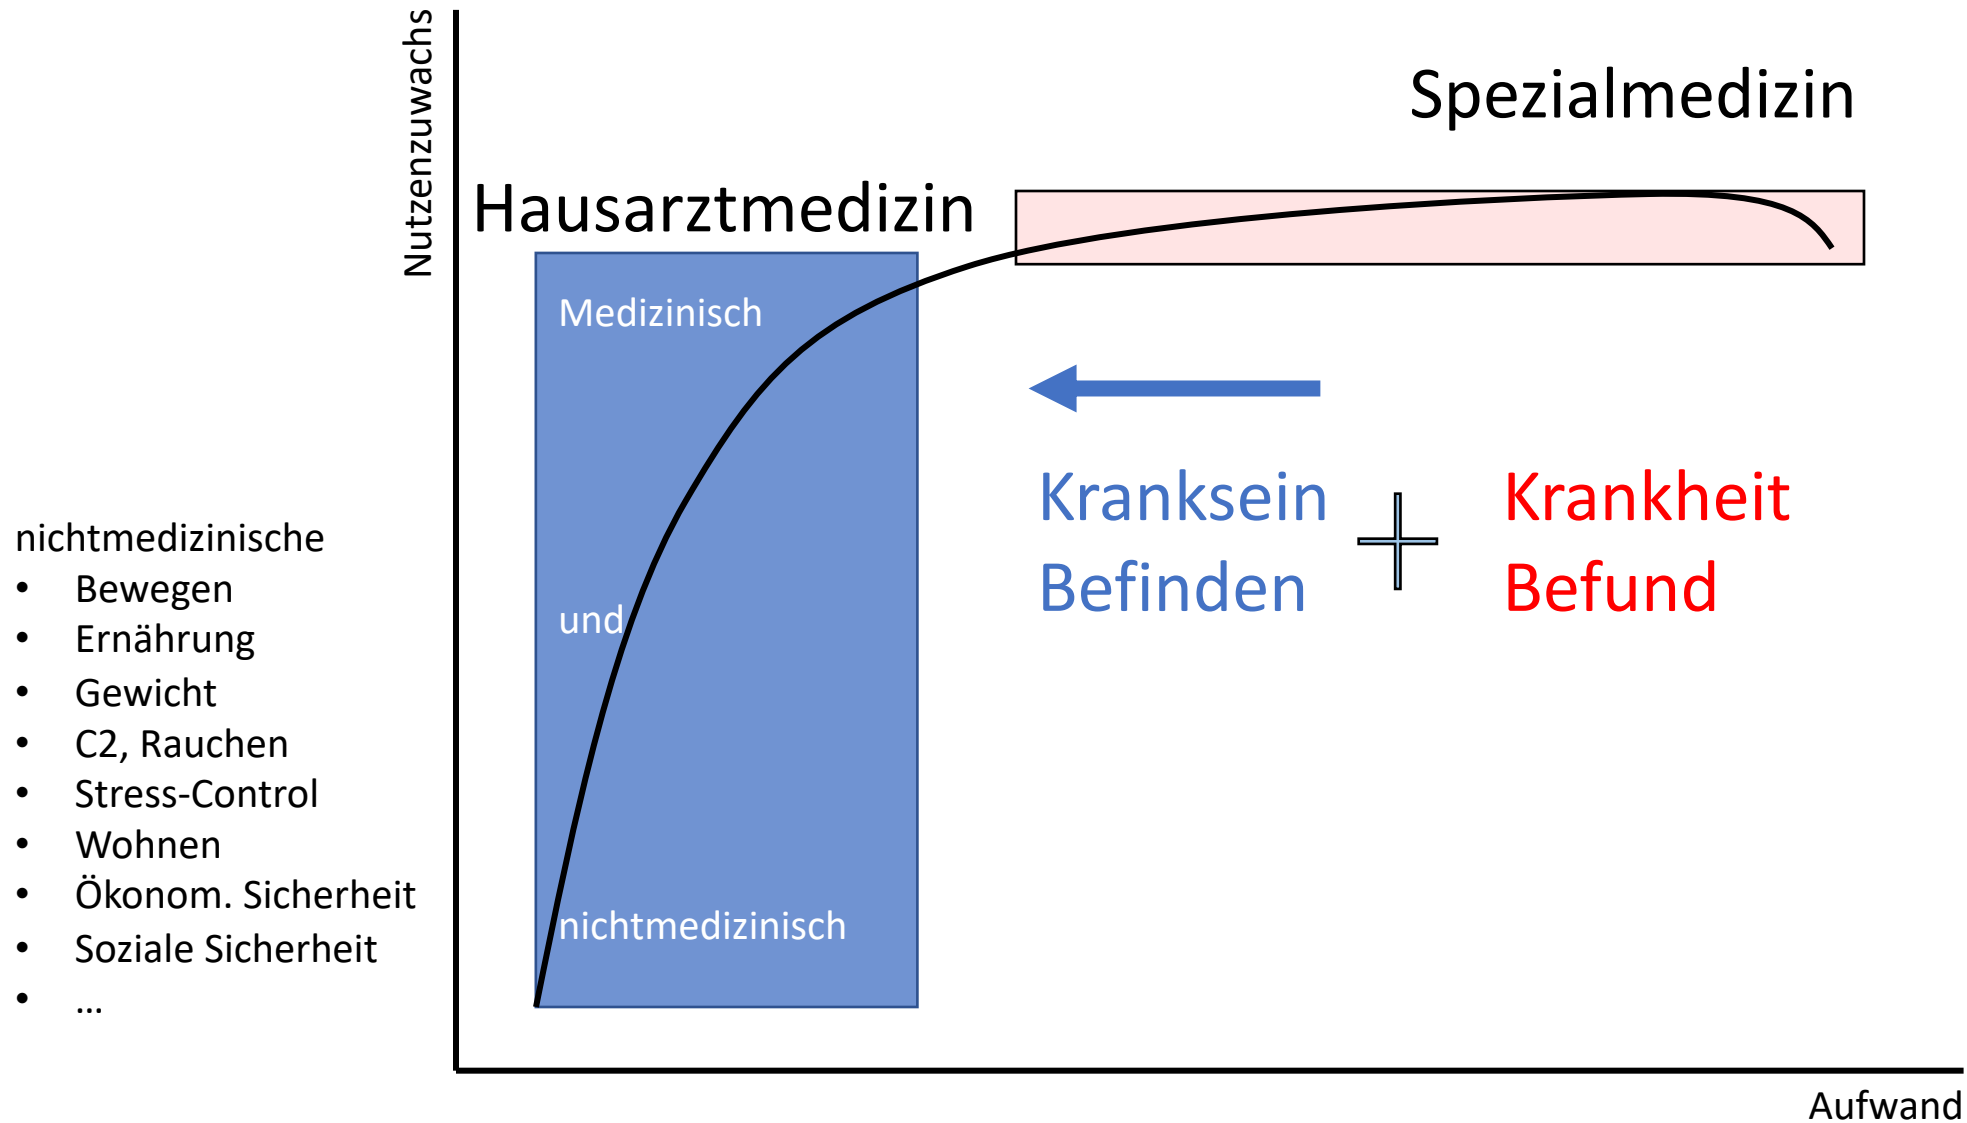 Nutzenzuwachs
Spezialmedizin
Hausarztmedizin
Medizinisch
und
nichtmedizinisch
Kranksein
Befinden
Krankheit
Befund
nichtmedizinische
• Bewegen
• Ernährung
• Gewicht
• C2, Rauchen
• Stress-Control
• Wohnen
• Ökonom. Sicherheit
• Soziale Sicherheit
• ...
Aufwand